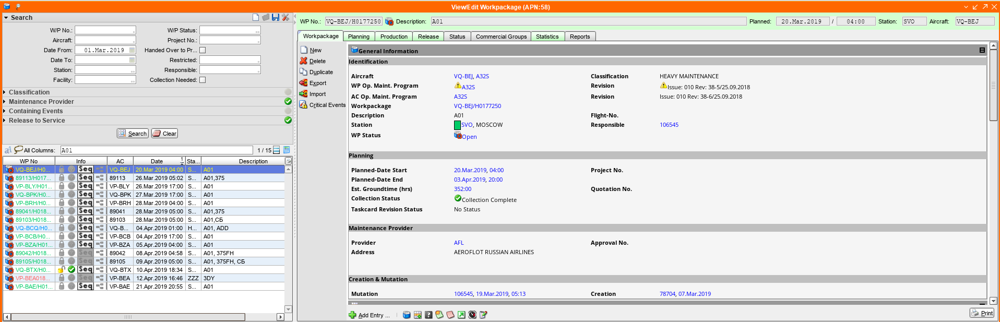 View/Edit Workpackage (APN:58)
Search
W/P No.: W/P Status:
Aircraft: Project No.:
Date From: 01.Mar.2019 Handed Over to Pr...
Date To: Restricted:
Station: Responsible:
Facility: Collection Needed:
Classification
Maintenance Provider
Containing Events
Release to Service
Search Clear
All Columns: A01 1 / 15
WP No Info AC Date 1 Sta... Description
VQ-BEJ/H0... Seq VQ-BEJ 20.Mar.2019 04:00 S... A01
89113/H017... Seq 89113 26.Mar.2019 05:02 S... A01,375
VP-BLY/H01... Seq VP-BLY 26.Mar.2019 17:00 S... A01
VQ-BPK/H0... Seq VQ-BPK 27.Mar.2019 17:00 S... A01
VP-BRH/H0... Seq VP-BRH 28.Mar.2019 04:00 S... A01
89041/H018... Seq 89041 28.Mar.2019 05:00 S... A01,375
89103/H018... Seq 89103 28.Mar.2019 05:00 S... A01,СБ
VQ-BCQ/H0... Seq VQ-B... 04.Apr.2019 01:00 H... A01, ADD
VP-BCB/H0... Seq VP-BCB 04.Apr.2019 17:00 S... A01
VP-BZA/H01... Seq VP-BZA 05.Apr.2019 04:00 S... A01
89042/H018... Seq 89042 08.Apr.2019 04:58 S... A01, 375FH
89105/H018... Seq 89105 09.Apr.2019 05:00 S... A01, 375FH, СБ
VQ-BTX/H0... Seq VQ-BTX 10.Apr.2019 18:34 S... A01
VP-BEA018... Seq VP-BEA 12.Apr.2019 16:46 ZZZ 3DY
VP-BAE/H01... Seq VP-BAE 21.Apr.2019 20:55 S... A01
WP No.: VQ-BEJ/H0177250 Description: A01 Planned: 20.Mar.2019 / 04:00 Station: SVO Aircraft: VQ-BEJ
Workpackage Planning Production Release Status Commercial Groups Statistics Reports
New
Delete
Duplicate
Export
Import
Critical Events
General Information
Identification
Aircraft VQ-BEJ, A32S Classification HEAVY MAINTENANCE
WP Op. Maint. Program A32S Revision Issue: 010 Rev: 38-5/25.09.2018
AC Op. Maint. Program A32S Revision Issue: 010 Rev: 38-6/25.09.2018
Workpackage VQ-BEJ/H0177250
Description A01 Flight-No.
Station SVO, MOSCOW Responsible 106545
WP Status Open
Planning
Planned-Date Start 20.Mar.2019, 04:00 Project No.
Planned-Date End 03.Apr.2019, 20:00
Est. Groundtime (hrs) 352:00 Quotation No.
Collection Status Collection Complete
Taskcard Revision Status No Status
Maintenance Provider
Provider AFL Approval No.
Address AEROFLOT RUSSIAN AIRLINES
Creation & Mutation
Mutation 106545, 19.Mar.2019, 05:13 Creation 78704, 07.Mar.2019
Add Entry ... Print